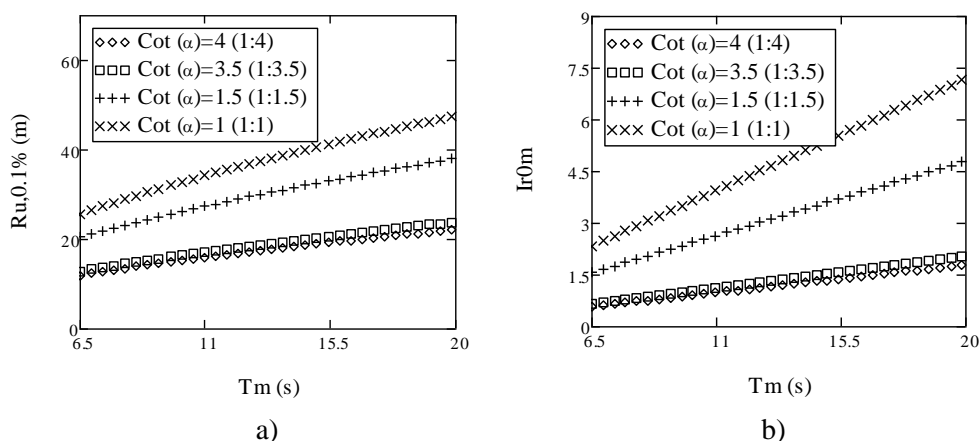 60
40
20
0
Ru,0.1% (m)
Cot (α)=4 (1:4)
Cot (α)=3.5 (1:3.5)
Cot (α)=1.5 (1:1.5)
Cot (α)=1 (1:1)
6.5 11 15.5 20
Tm (s)
a)
9
7.5
6
4.5
3
1.5
0
Ir0m
Cot (α)=4 (1:4)
Cot (α)=3.5 (1:3.5)
Cot (α)=1.5 (1:1.5)
Cot (α)=1 (1:1)
6.5 11 15.5 20
Tm (s)
b)